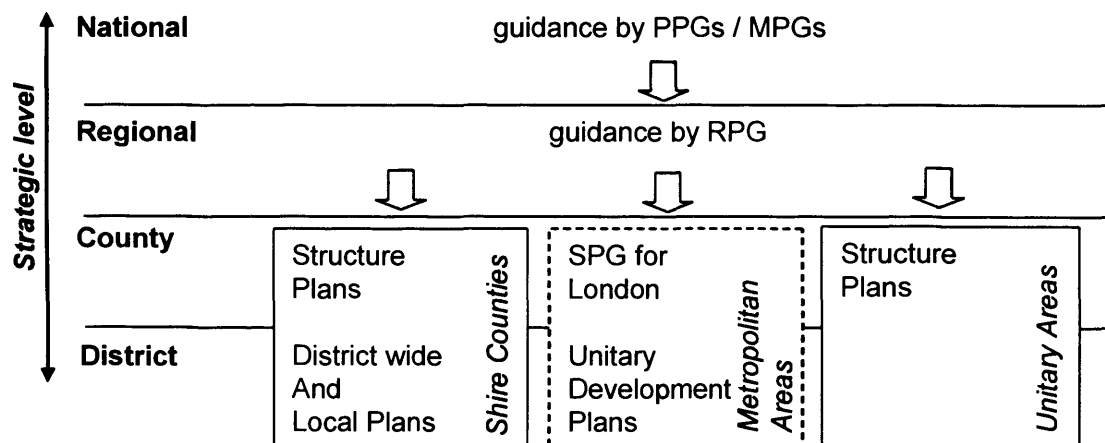 Strategic level
National
guidance by PPGs / MPGs
Regional
guidance by RPG
County
Structure
Plans
District wide
And
Local Plans
Shire Counties
SPG for
London
Unitary
Development
Plans
Metropolitan
Areas
Structure
Plans
Unitary Areas
District